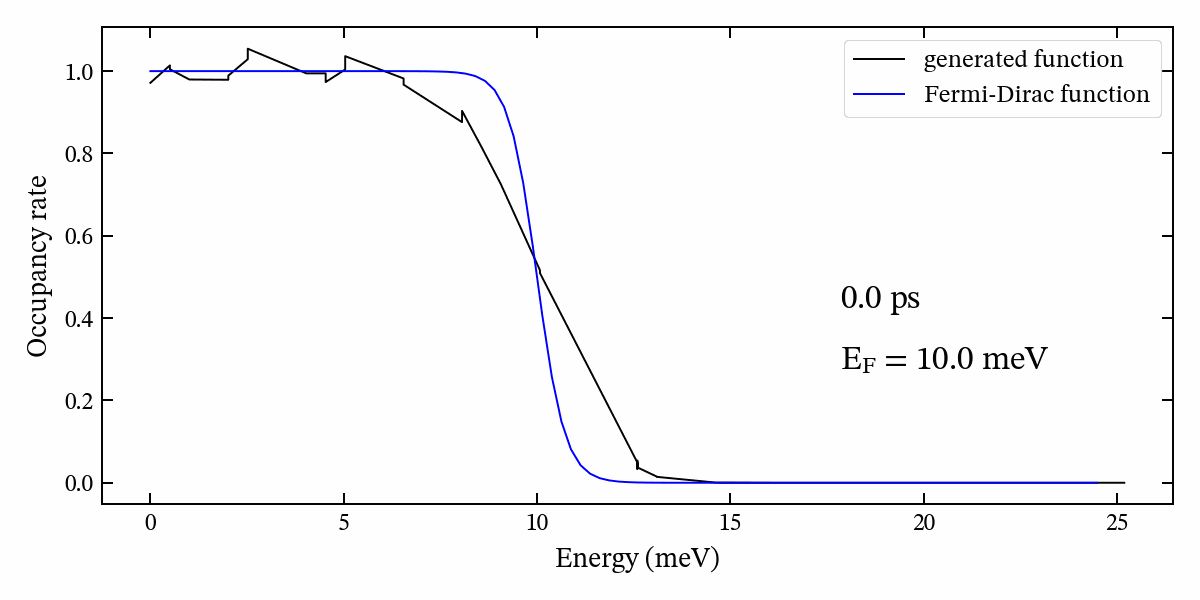 generated function
Fermi-Dirac function
1.0
0.8
0.6
0.4
0.2
0.0
Occupancy rate
0.0 ps
E_F = 10.0 meV
0 5 10 15 20 25
Energy (meV)